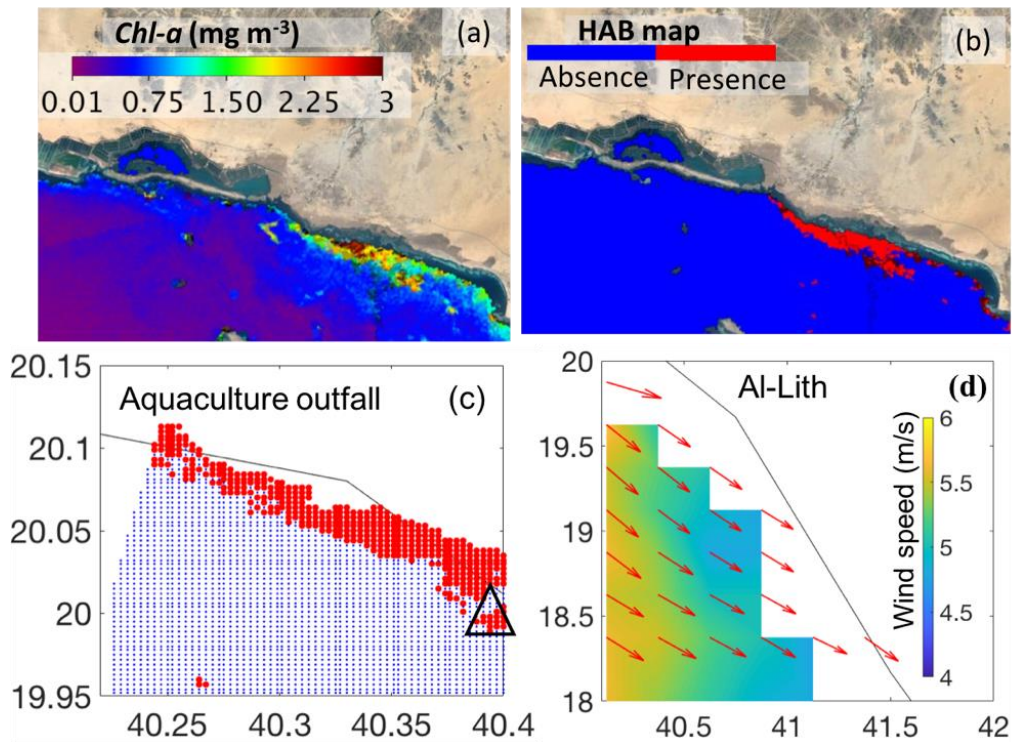 Chl-a (mg m-3)
(a)
0.01 0.75 1.50 2.25 3
HAB map
(b)
Absence Presence
20.15
20.1
20.05
20
19.95
Aquaculture outfall
(c)
40.25 40.3 40.35 40.4
20
19.5
19
18.5
18
Al-Lith
(d)
Wind speed (m/s)
6
5.5
5
4.5
4
40.5 41 41.5 42